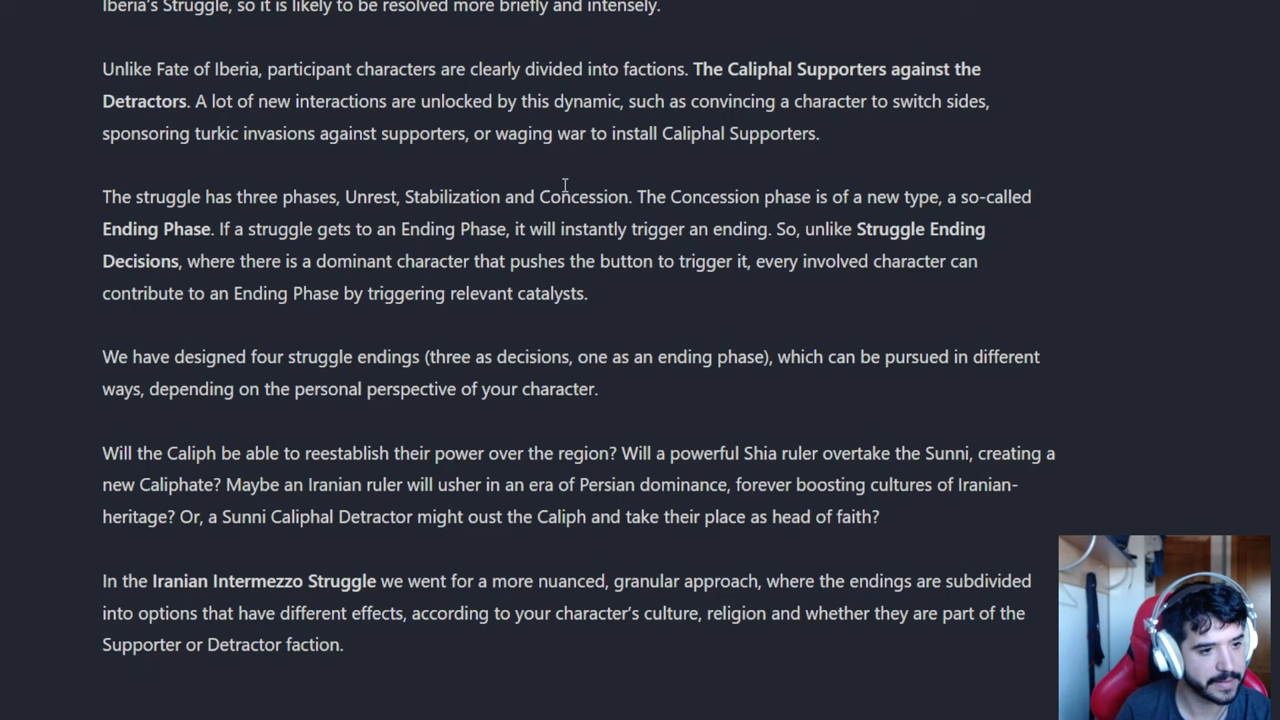 Iberia's Struggle, so it is likely to be resolved more briefly and intensely.
Unlike Fate of Iberia, participant characters are clearly divided into factions. The Caliphal Supporters against the
Detractors. A lot of new interactions are unlocked by this dynamic, such as convincing a character to switch sides,
sponsoring turkic invasions against supporters, or waging war to install Caliphal Supporters.
The struggle has three phases, Unrest, Stabilization and Concession. The Concession phase is of a new type, a so-called
Ending Phase. If a struggle gets to an Ending Phase, it will instantly trigger an ending. So, unlike Struggle Ending
Decisions, where there is a dominant character that pushes the button to trigger it, every involved character can
contribute to an Ending Phase by triggering relevant catalysts.
We have designed four struggle endings (three as decisions, one as an ending phase), which can be pursued in different
ways, depending on the personal perspective of your character.
Will the Caliph be able to reestablish their power over the region? Will a powerful Shia ruler overtake the Sunni, creating a
new Caliphate? Maybe an Iranian ruler will usher in an era of Persian dominance, forever boosting cultures of Iranian-
heritage? Or, a Sunni Caliphal Detractor might oust the Caliph and take their place as head of faith?
In the Iranian Intermezzo Struggle we went for a more nuanced, granular approach, where the endings are subdivided
into options that have different effects, according to your character's culture, religion and whether they are part of the
Supporter or Detractor faction.